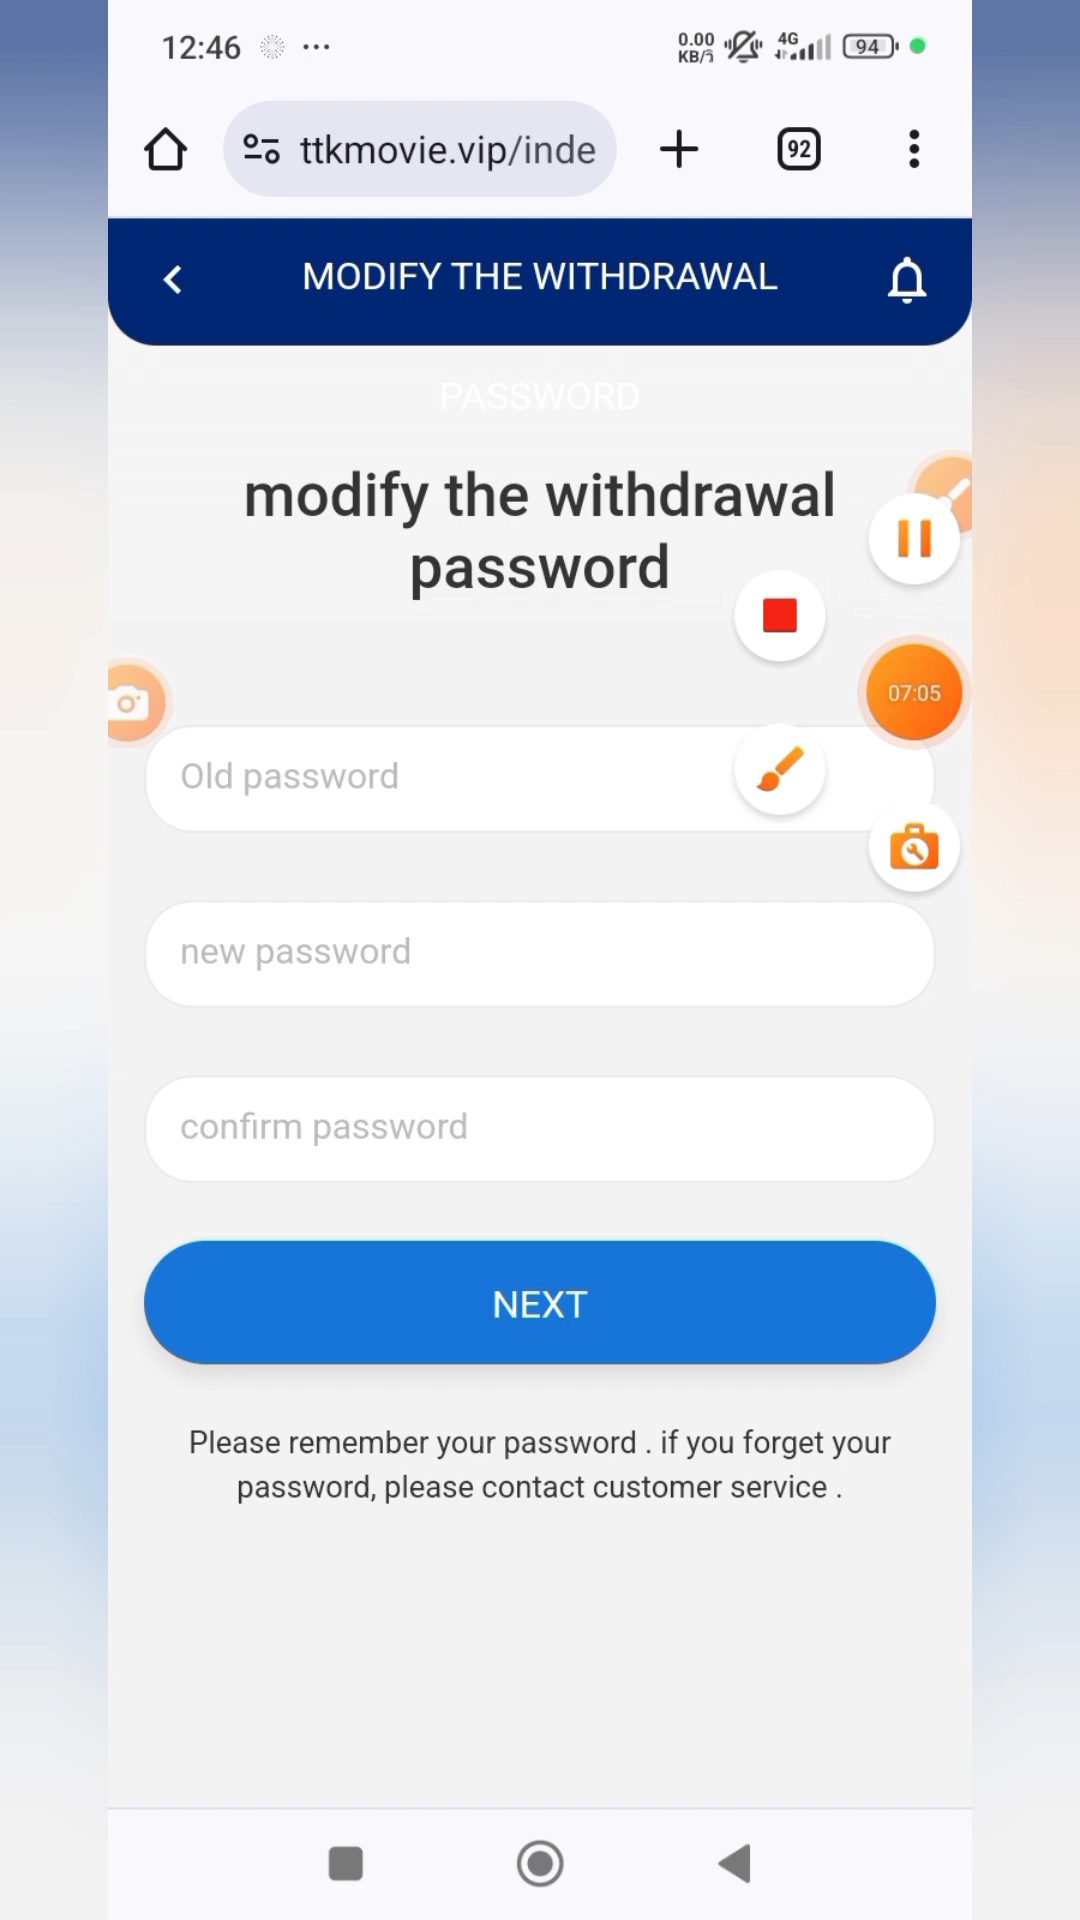 12:46 ... 0.00 KB/s 4G 94
ttkmovie.vip/inde 92
MODIFY THE WITHDRAWAL
PASSWORD
modify the withdrawal
password
07:05
Old password
new password
confirm password
NEXT
Please remember your password . if you forget your
password, please contact customer service .